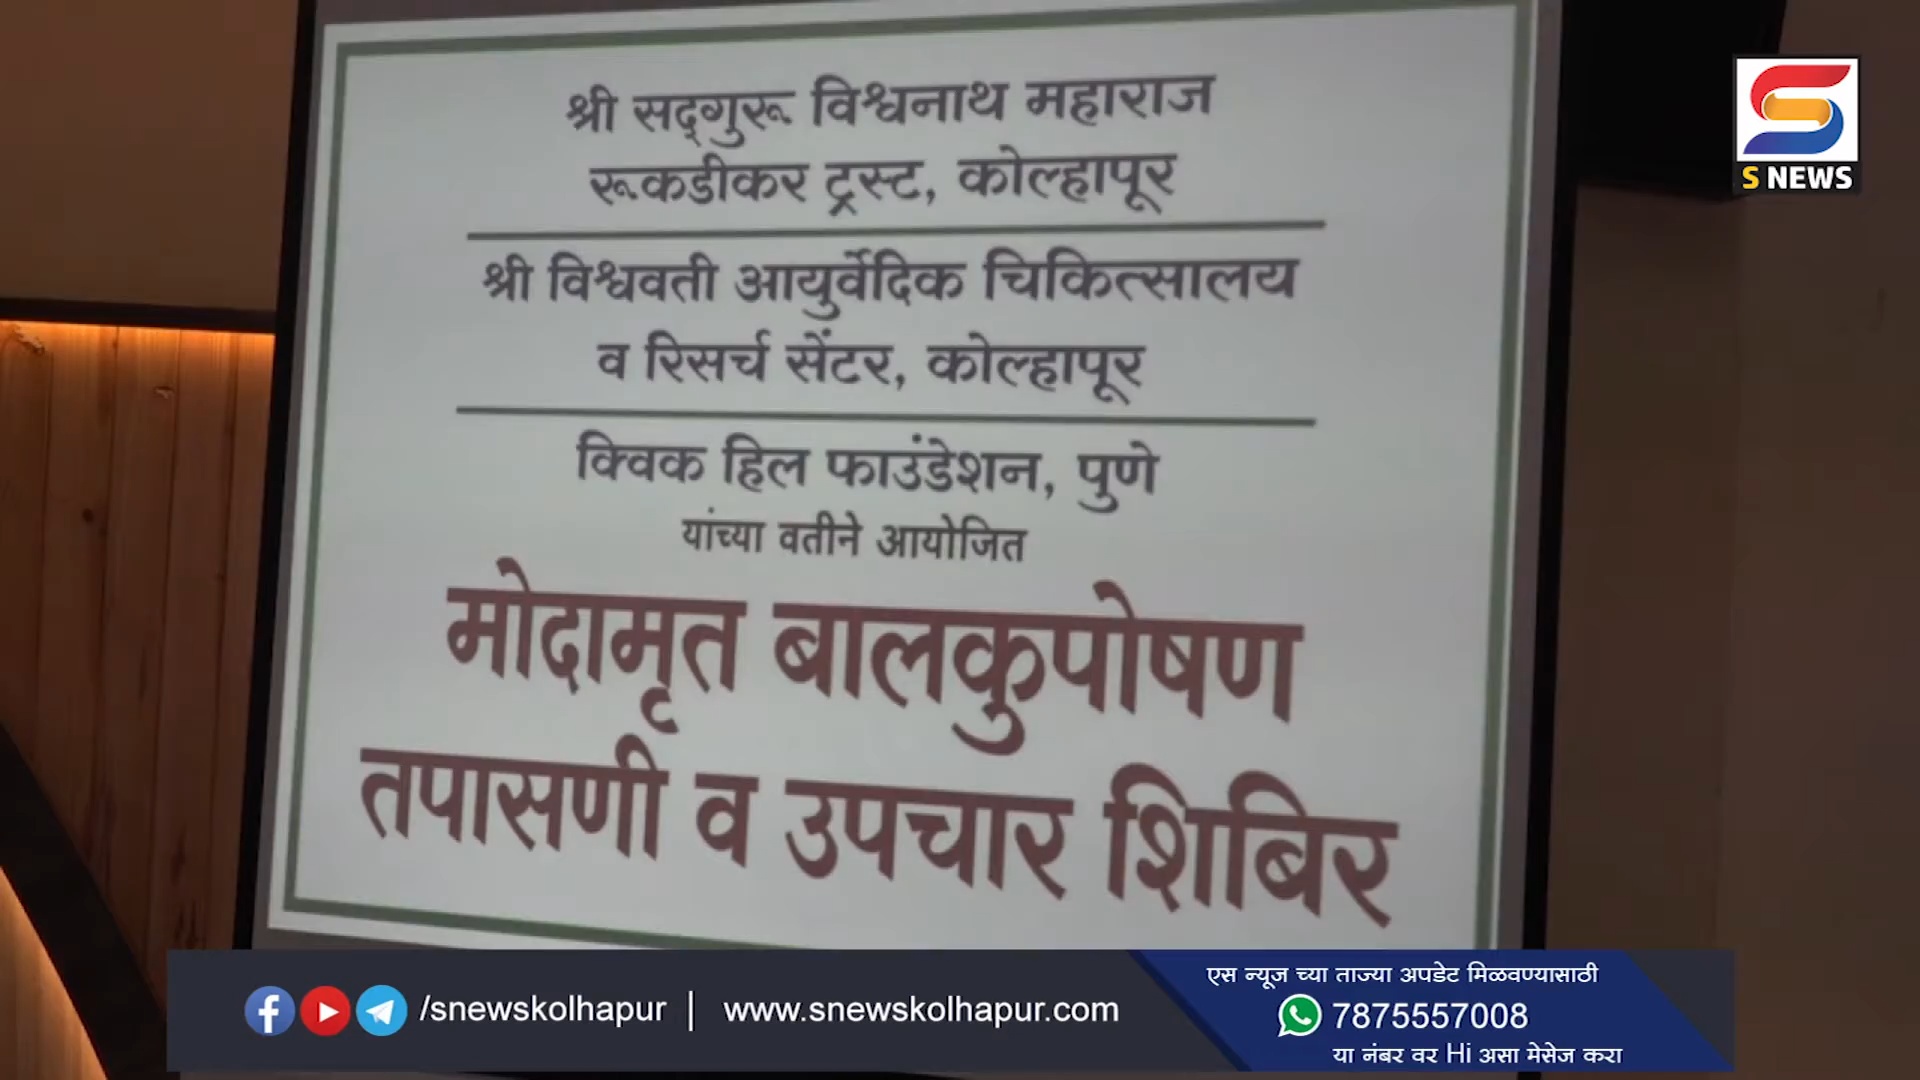 श्री सद्‌गुरू विश्वनाथ महाराज
रूकडीकर ट्रस्ट, कोल्हापूर
श्री विश्ववती आयुर्वेदिक चिकित्सालय
व रिसर्च सेंटर, कोल्हापूर
क्विक हिल फाउंडेशन, पुणे
यांच्या वतीने आयोजित
मोदामृत बालकुपोषण
तपासणी व उपचार शिबिर
S NEWS
/snewskolhapur | www.snewskolhapur.com
एस न्यूज च्या ताज्या अपडेट मिळवण्यासाठी
7875557008
या नंबर वर Hi असा मेसेज करा